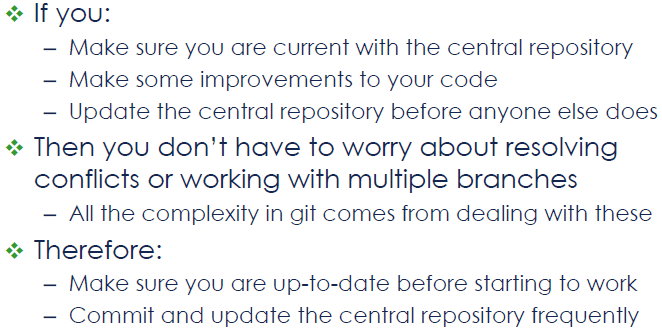 ❖ If you:
– Make sure you are current with the central repository
– Make some improvements to your code
– Update the central repository before anyone else does
❖ Then you don’t have to worry about resolving
conflicts or working with multiple branches
– All the complexity in git comes from dealing with these
❖ Therefore:
– Make sure you are up-to-date before starting to work
– Commit and update the central repository frequently